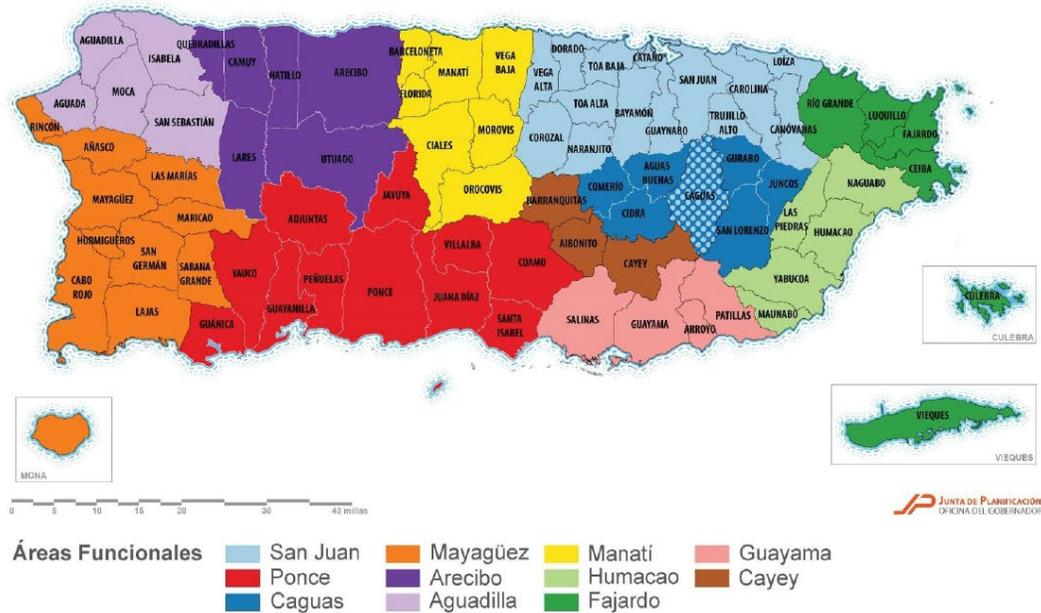 AGUADILLA
ISABELA
QUEBRADILLAS
CAMUY
HATILLO
ARECIBO
BARCELONETA
MANATÍ
VEGA
BAJA
FLORIDA
VEGA
ALTA
DORADO
TOA BAJA
CATAÑO
SAN JUAN
LOÍZA
CAROLINA
AGUADA
MOCA
SAN SEBASTIÁN
TOA ALTA
BAYAMÓN
GUAYNABO
TRUJILLO
ALTO
CANÓVANAS
RÍO GRANDE
LUQUILLO
FAJARDO
CEIBA
RINCÓN
AÑASCO
LARES
UTUADO
CIALES
MOROVIS
COROZAL
NARANJITO
LAS MARÍAS
MAYAGÜEZ
MARICAO
ADJUNTAS
JAYUYA
OROCOVIS
BARRANQUITAS
COMERÍO
AGUAS
BUENAS
CIDRA
CAGUAS
GURABO
JUNCOS
SAN LORENZO
LAS
PIEDRAS
NAGUABO
HUMACAO
HORMIGUEROS
SAN
GERMÁN
SABANA
GRANDE
CABO
ROJO
LAJAS
YAUCO
GUÁNICA
GUAYANILLA
PEÑUELAS
PONCE
VILLALBA
JUANA DÍAZ
COAMO
SANTA
ISABEL
AIBONITO
CAYEY
SALINAS
GUAYAMA
ARROYO
PATILLAS
MAUNABO
YABUCOA
CULEBRA
CULEBRA
VIEQUES
VIEQUES
MONA
0 5 10 15 20 30 40 millas
JP JUNTA DE PLANIFICACIÓN
OFICINA DEL GOBERNADOR
Áreas Funcionales
San Juan
Ponce
Caguas
Mayagüez
Arecibo
Aguadilla
Manatí
Humacao
Fajardo
Guayama
Cayey